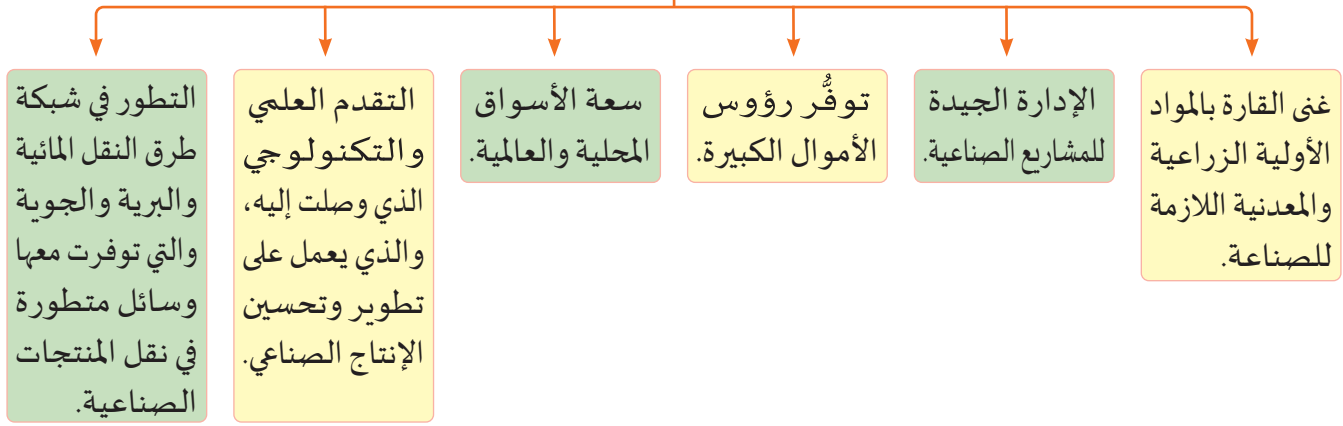 غنى القارة بالمواد
الأولية الزراعية
والمعدنية اللازمة
للصناعة.
الإدارة الجيدة
للمشاريع الصناعية.
توفُّر رؤوس
الأموال الكبيرة.
سعة الأسواق
المحلية والعالمية.
التقدم العلمي
والتكنولوجي
الذي وصلت إليه،
والذي يعمل على
تطوير وتحسين
الإنتاج الصناعي.
التطور في شبكة
طرق النقل المائية
والبرية والجوية
والتي توفرت معها
وسائل متطورة
في نقل المنتجات
الصناعية.